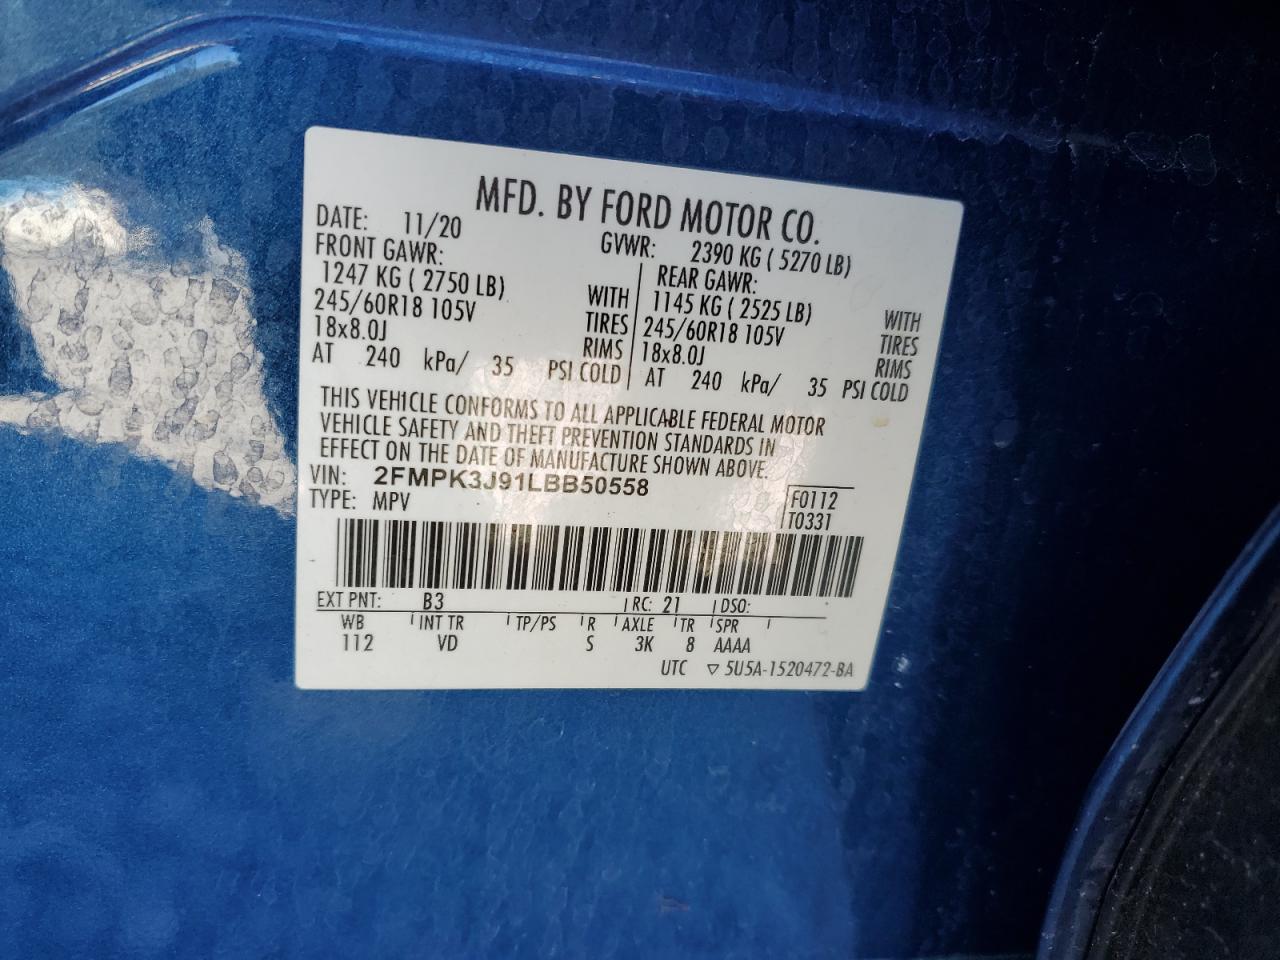 MFD. BY FORD MOTOR CO.
DATE: 11/20 GVWR: 2390 KG ( 5270 LB)
FRONT GAWR: REAR GAWR:
1247 KG ( 2750 LB) WITH 1145 KG ( 2525 LB) WITH
245/60R18 105V TIRES 245/60R18 105V TIRES
18x8.0J RIMS 18x8.0J RIMS
AT 240 kPa/ 35 PSI COLD AT 240 kPa/ 35 PSI COLD
THIS VEHICLE CONFORMS TO ALL APPLICABLE FEDERAL MOTOR
VEHICLE SAFETY AND THEFT PREVENTION STANDARDS IN
EFFECT ON THE DATE OF MANUFACTURE SHOWN ABOVE.
VIN: 2FMPK3J91LBB50558 F0112
TYPE: MPV T0331
EXT PNT: B3 RC: 21 DSO:
WB INT TR TP/PS R AXLE TR SPR
112 VD S 3K 8 AAAA
UTC ▽ 5U5A-1520472-BA